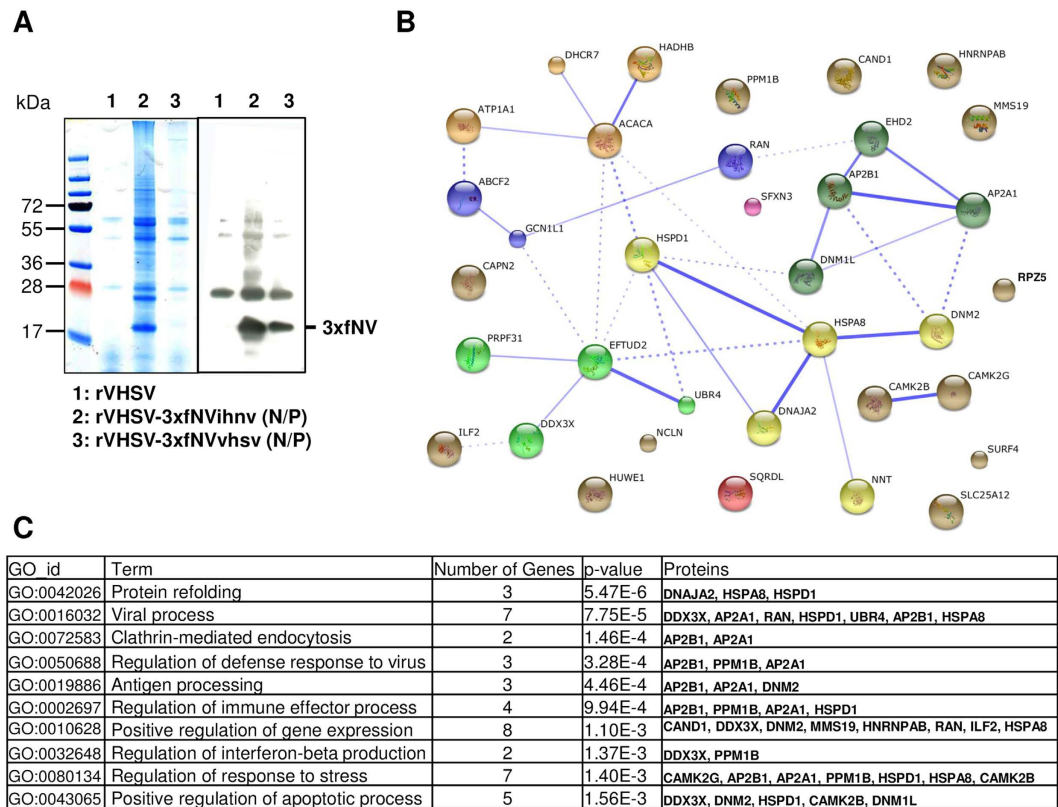 A
kDa 1 2 3 1 2 3
72
55
36
28
17
3xfNV
1: rVHSV
2: rVHSV-3xfNVihnv (N/P)
3: rVHSV-3xfNVvhsv (N/P)
B
DHCR7
HADHB
PPM1B
CAND1
HNRNPAB
MMS19
ATP1A1
ACACA
RAN
EHD2
AP2B1
AP2A1
ABCF2
GCN1L1
SFXN3
HSPD1
DNM1L
CAPN2
RPZ5
HSPA8
DNM2
PRPF31
EFTUD2
UBR4
CAMK2B
CAMK2G
DNAJA2
ILF2
DDX3X
NCLN
SURF4
HUWE1
SQRDL
NNT
SLC25A12
C
GO_id Term Number of Genes p-value Proteins
GO:0042026 Protein refolding 3 5.47E-6 DNAJA2, HSPA8, HSPD1
GO:0016032 Viral process 7 7.75E-5 DDX3X, AP2A1, RAN, HSPD1, UBR4, AP2B1, HSPA8
GO:0072583 Clathrin-mediated endocytosis 2 1.46E-4 AP2B1, AP2A1
GO:0050688 Regulation of defense response to virus 3 3.28E-4 AP2B1, PPM1B, AP2A1
GO:0019886 Antigen processing 3 4.46E-4 AP2B1, AP2A1, DNM2
GO:0002697 Regulation of immune effector process 4 9.94E-4 AP2B1, PPM1B, AP2A1, HSPD1
GO:0010628 Positive regulation of gene expression 8 1.10E-3 CAND1, DDX3X, DNM2, MMS19, HNRNPAB, RAN, ILF2, HSPA8
GO:0032648 Regulation of interferon-beta production 2 1.37E-3 DDX3X, PPM1B
GO:0080134 Regulation of response to stress 7 1.40E-3 CAMK2G, AP2B1, AP2A1, PPM1B, HSPD1, HSPA8, CAMK2B
GO:0043065 Positive regulation of apoptotic process 5 1.56E-3 DDX3X, DNM2, HSPD1, CAMK2B, DNM1L